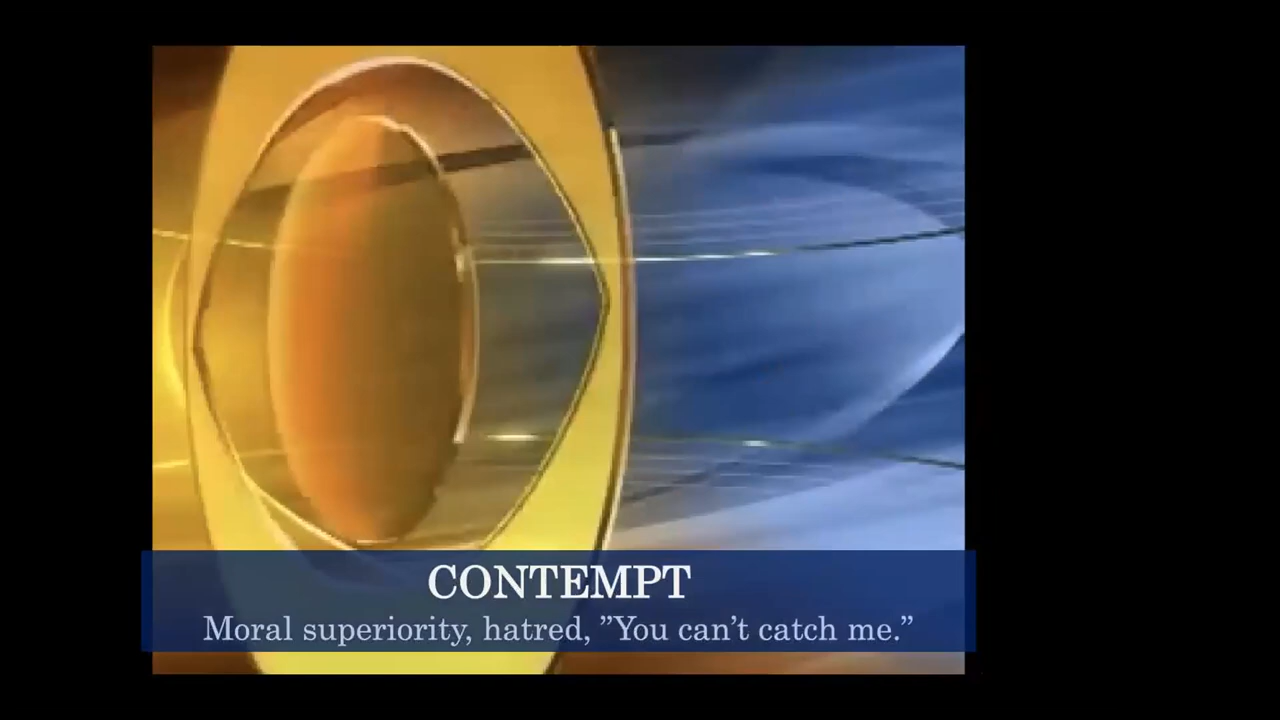 CONTEMPT
Moral superiority, hatred, ”You can’t catch me.”